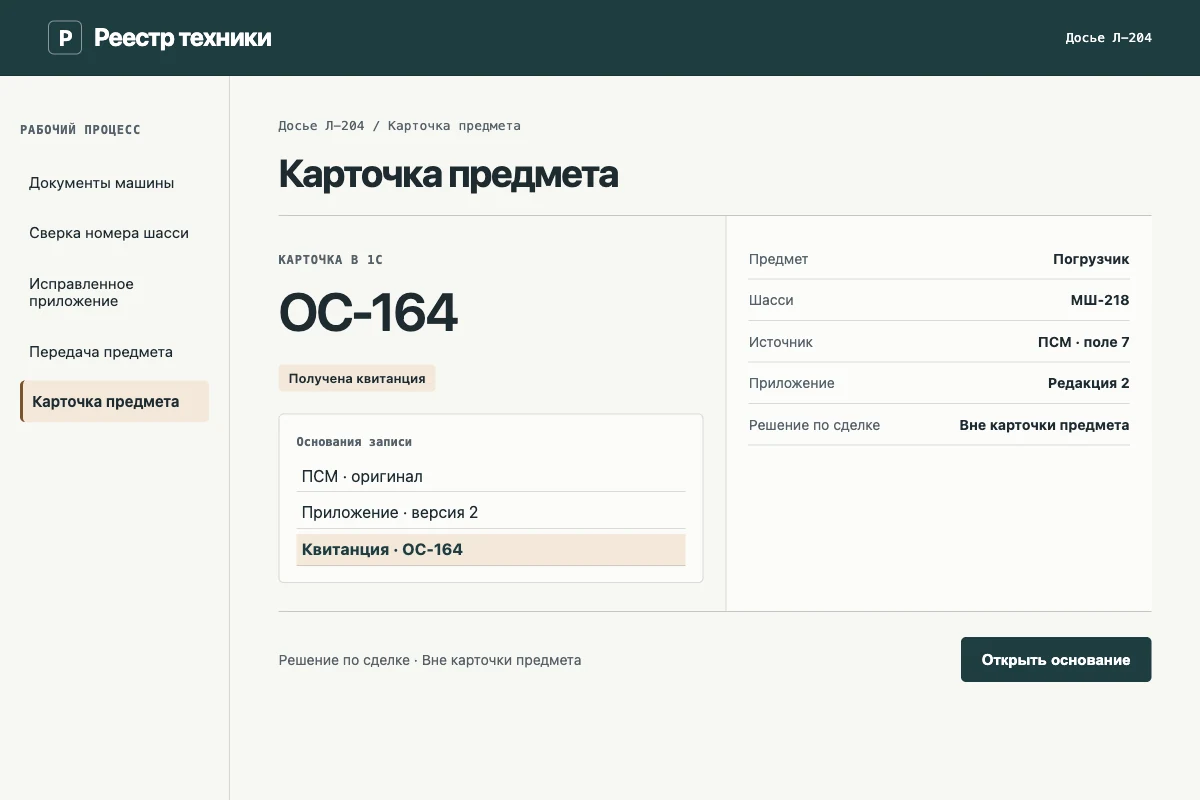 Р Реестр техники
Досье Л–204
РАБОЧИЙ ПРОЦЕСС
Документы машины
Сверка номера шасси
Исправленное
приложение
Передача предмета
Карточка предмета
Досье Л–204 / Карточка предмета
Карточка предмета
КАРТОЧКА В 1С
ОС-164
Получена квитанция
Основания записи
ПСМ · оригинал
Приложение · версия 2
Квитанция · ОС-164
Предмет Погрузчик
Шасси МШ-218
Источник ПСМ · поле 7
Приложение Редакция 2
Решение по сделке Вне карточки предмета
Решение по сделке · Вне карточки предмета
Открыть основание